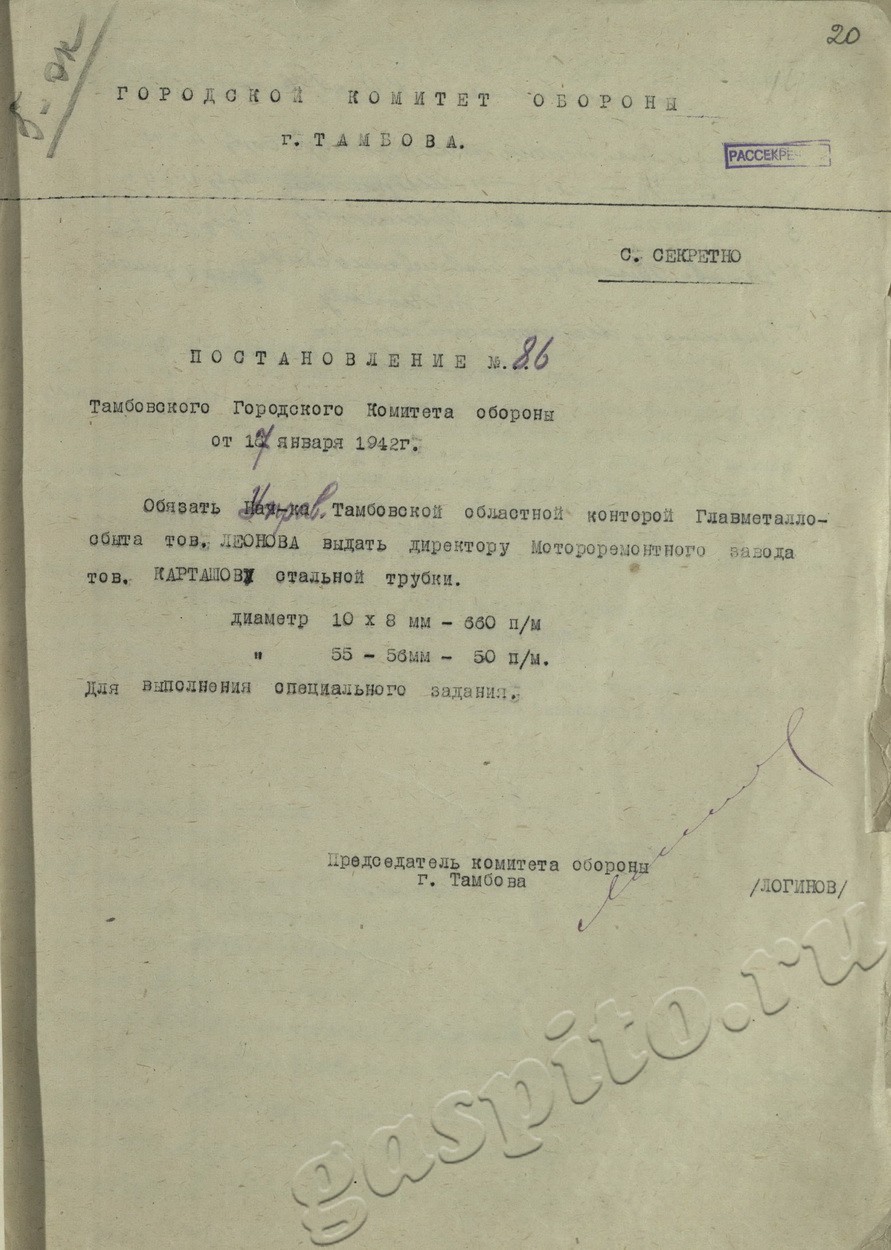 20
ГОРОДСКОЙ КОМИТЕТ ОБОРОНЫ
г. ТАМБОВА.
РАССЕКРЕ
С. СЕКРЕТНО
ПОСТАНОВЛЕНИЕ №. 86
Тамбовского Городского Комитета обороны
от 17 января 1942г.
Обязать Управ. Тамбовской областной конторой Главметалло-
сбыта тов. ЛЕОНОВА выдать директору Мотороремонтного завода
тов. КАРТАШОВУ стальной трубки.
диаметр 10 х 8 мм - 660 п/м
" 55 - 56мм - 50 п/м.
Для выполнения специального задания.
Председатель комитета обороны
г. Тамбова
/ЛОГИНОВ/
gaspito.ru